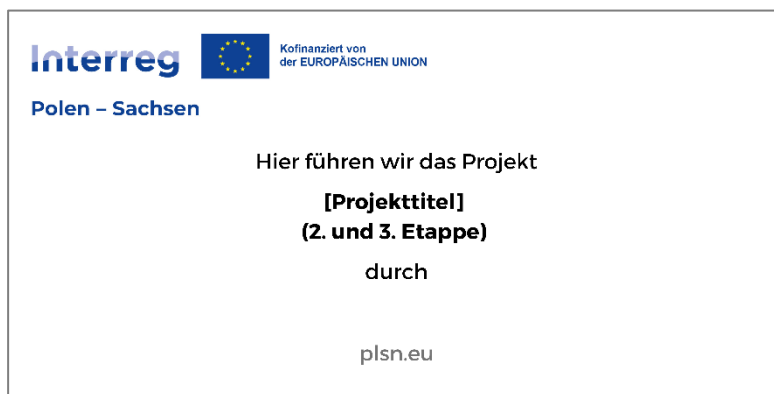 Interreg
Kofinanziert von
der EUROPÄISCHEN UNION
Polen – Sachsen
Hier führen wir das Projekt
[Projekttitel]
(2. und 3. Etappe)
durch
plsn.eu